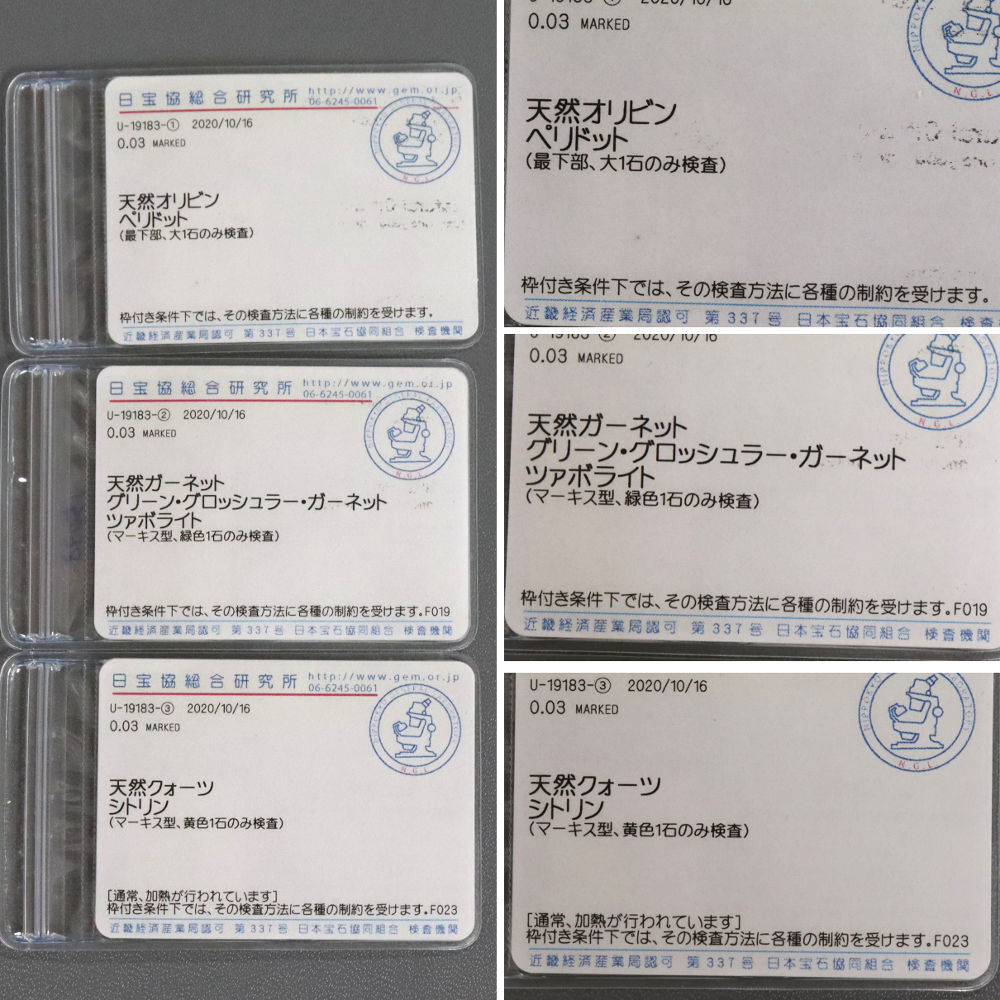 日宝協総合研究所 http://www.gem.or.jp
06-6245-0061
U-19183-① 2020/10/16
0.03 MARKED
天然オリビン
ペリドット
(最下部、大1石のみ検査)
枠付き条件下では、その検査方法に各種の制約を受けます。
近畿経済産業局認可 第337号 日本宝石協同組合 検査機関
N.G.L
日宝協総合研究所 http://www.gem.or.jp
06-6245-0061
U-19183-② 2020/10/16
0.03 MARKED
天然ガーネット
グリーン・グロッシュラー・ガーネット
ツァボライト
(マーキス型、緑色1石のみ検査)
枠付き条件下では、その検査方法に各種の制約を受けます。F019
近畿経済産業局認可 第337号 日本宝石協同組合 検査機関
N.G.L
日宝協総合研究所 http://www.gem.or.jp
06-6245-0061
U-19183-③ 2020/10/16
0.03 MARKED
天然クォーツ
シトリン
(マーキス型、黄色1石のみ検査)
[通常、加熱が行われています]
枠付き条件下では、その検査方法に各種の制約を受けます。F023
近畿経済産業局認可 第337号 日本宝石協同組合 検査機関
N.G.L
U-19183-① 2020/10/16
0.03 MARKED
天然オリビン
ペリドット
(最下部、大1石のみ検査)
枠付き条件下では、その検査方法に各種の制約を受けます。
近畿経済産業局認可 第337号 日本宝石協同組合 検査
N.G.L
U-19183-② 2020/10/16
0.03 MARKED
天然ガーネット
グリーン・グロッシュラー・ガーネット
ツァボライト
(マーキス型、緑色1石のみ検査)
枠付き条件下では、その検査方法に各種の制約を受けます。F019
近畿経済産業局認可 第337号 日本宝石協同組合 検査機関
N.G.L
U-19183-③ 2020/10/16
0.03 MARKED
天然クォーツ
シトリン
(マーキス型、黄色1石のみ検査)
[通常、加熱が行われています]
枠付き条件下では、その検査方法に各種の制約を受けます。F023
近畿経済産業局認可 第337号 日本宝石協同組合 検査機関
N.G.L